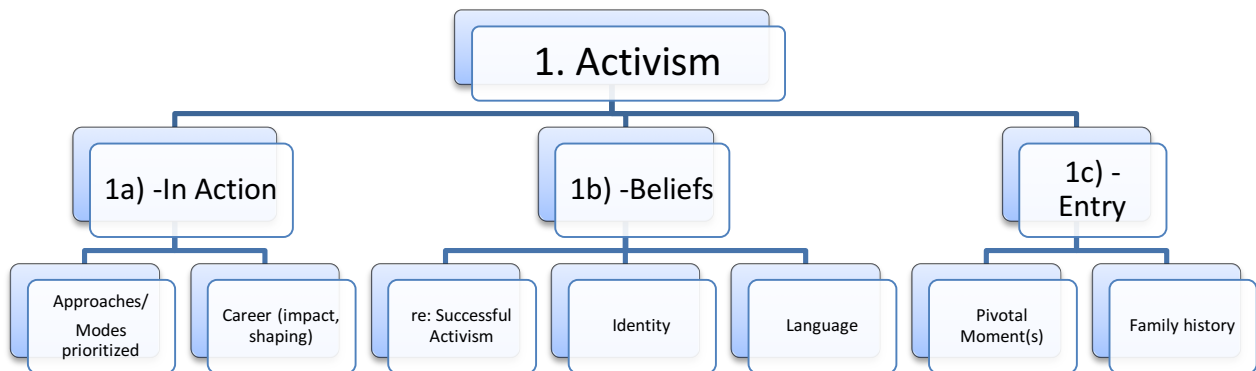 1. Activism
1a) -In Action
1b) -Beliefs
1c) -
Entry
Approaches/
Modes
prioritized
Career (impact,
shaping)
re: Successful
Activism
Identity
Language
Pivotal
Moment(s)
Family history